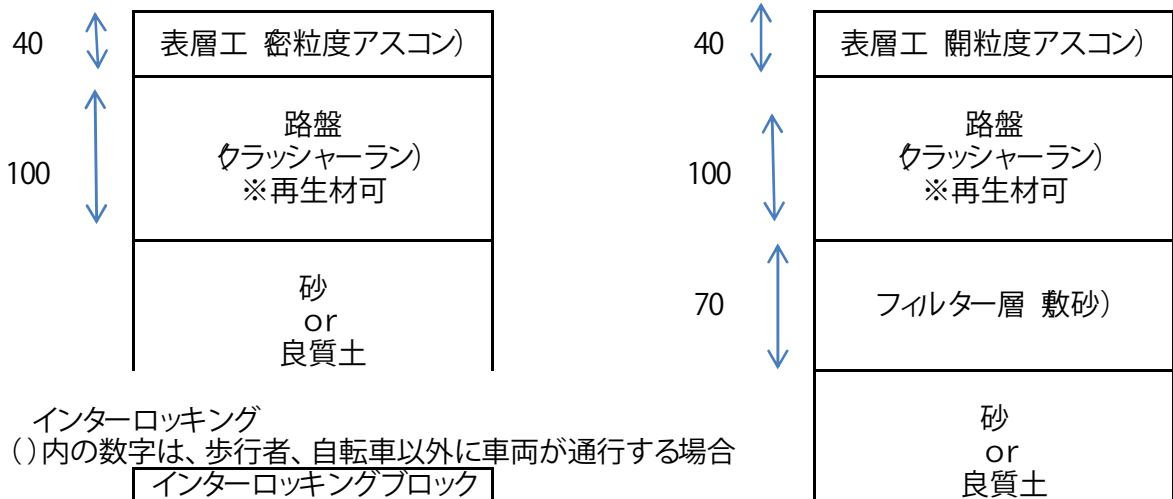 40
表層工 (密粒度アスコン)
100
路盤
(クラッシャーラン)
※再生材可
砂
or
良質土
40
表層工 (開粒度アスコン)
100
路盤
(クラッシャーラン)
※再生材可
70
フィルター層 (敷砂)
砂
or
良質土
インターロッキング
()内の数字は、歩行者、自転車以外に車両が通行する場合
インターロッキングブロック